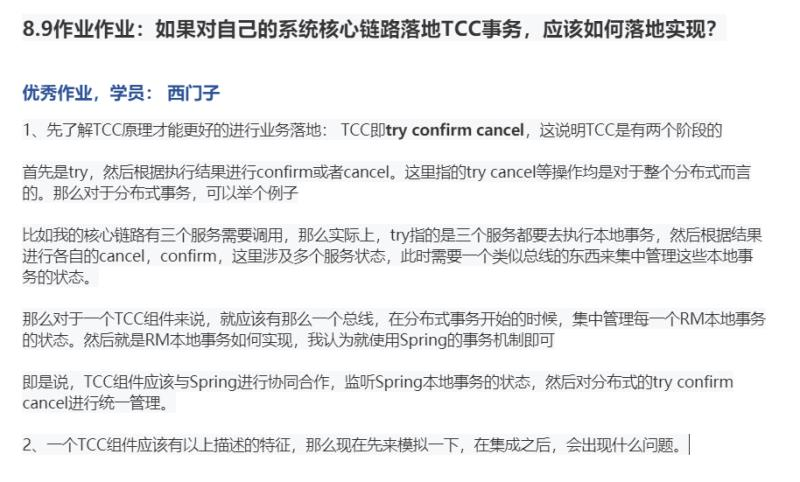 8.9作业作业：如果对自己的系统核心链路落地TCC事务，应该如何落地实现？
优秀作业，学员： 西门子
1、先了解TCC原理才能更好的进行业务落地： TCC即try confirm cancel，这说明TCC是有两个阶段的
首先是try，然后根据执行结果进行confirm或者cancel。这里指的try cancel等操作均是对于整个分布式而言
的。那么对于分布式事务，可以举个例子
比如我的核心链路有三个服务需要调用，那么实际上，try指的是三个服务都要去执行本地事务，然后根据结果
进行各自的cancel，confirm，这里涉及多个服务状态，此时需要一个类似总线的东西来集中管理这些本地事
务的状态。
那么对于一个TCC组件来说，就应该有那么一个总线，在分布式事务开始的时候，集中管理每一个RM本地事务
的状态。然后就是RM本地事务如何实现，我认为就使用Spring的事务机制即可
即是说，TCC组件应该与Spring进行协同合作，监听Spring本地事务的状态，然后对分布式的try confirm
cancel进行统一管理。
2、一个TCC组件应该有以上描述的特征，那么现在先来模拟一下，在集成之后，会出现什么问题。